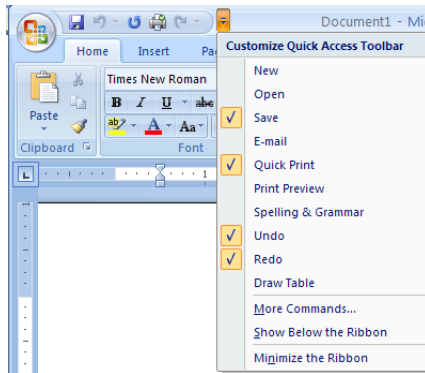 Document1 - Mi
Home Insert Pa
Customize Quick Access Toolbar
New
Open
Save
E-mail
Quick Print
Print Preview
Spelling & Grammar
Undo
Redo
Draw Table
More Commands...
Show Below the Ribbon
Minimize the Ribbon
Times New Roman
B I U abe
ab A Aa
Paste
Clipboard
Font
L
1